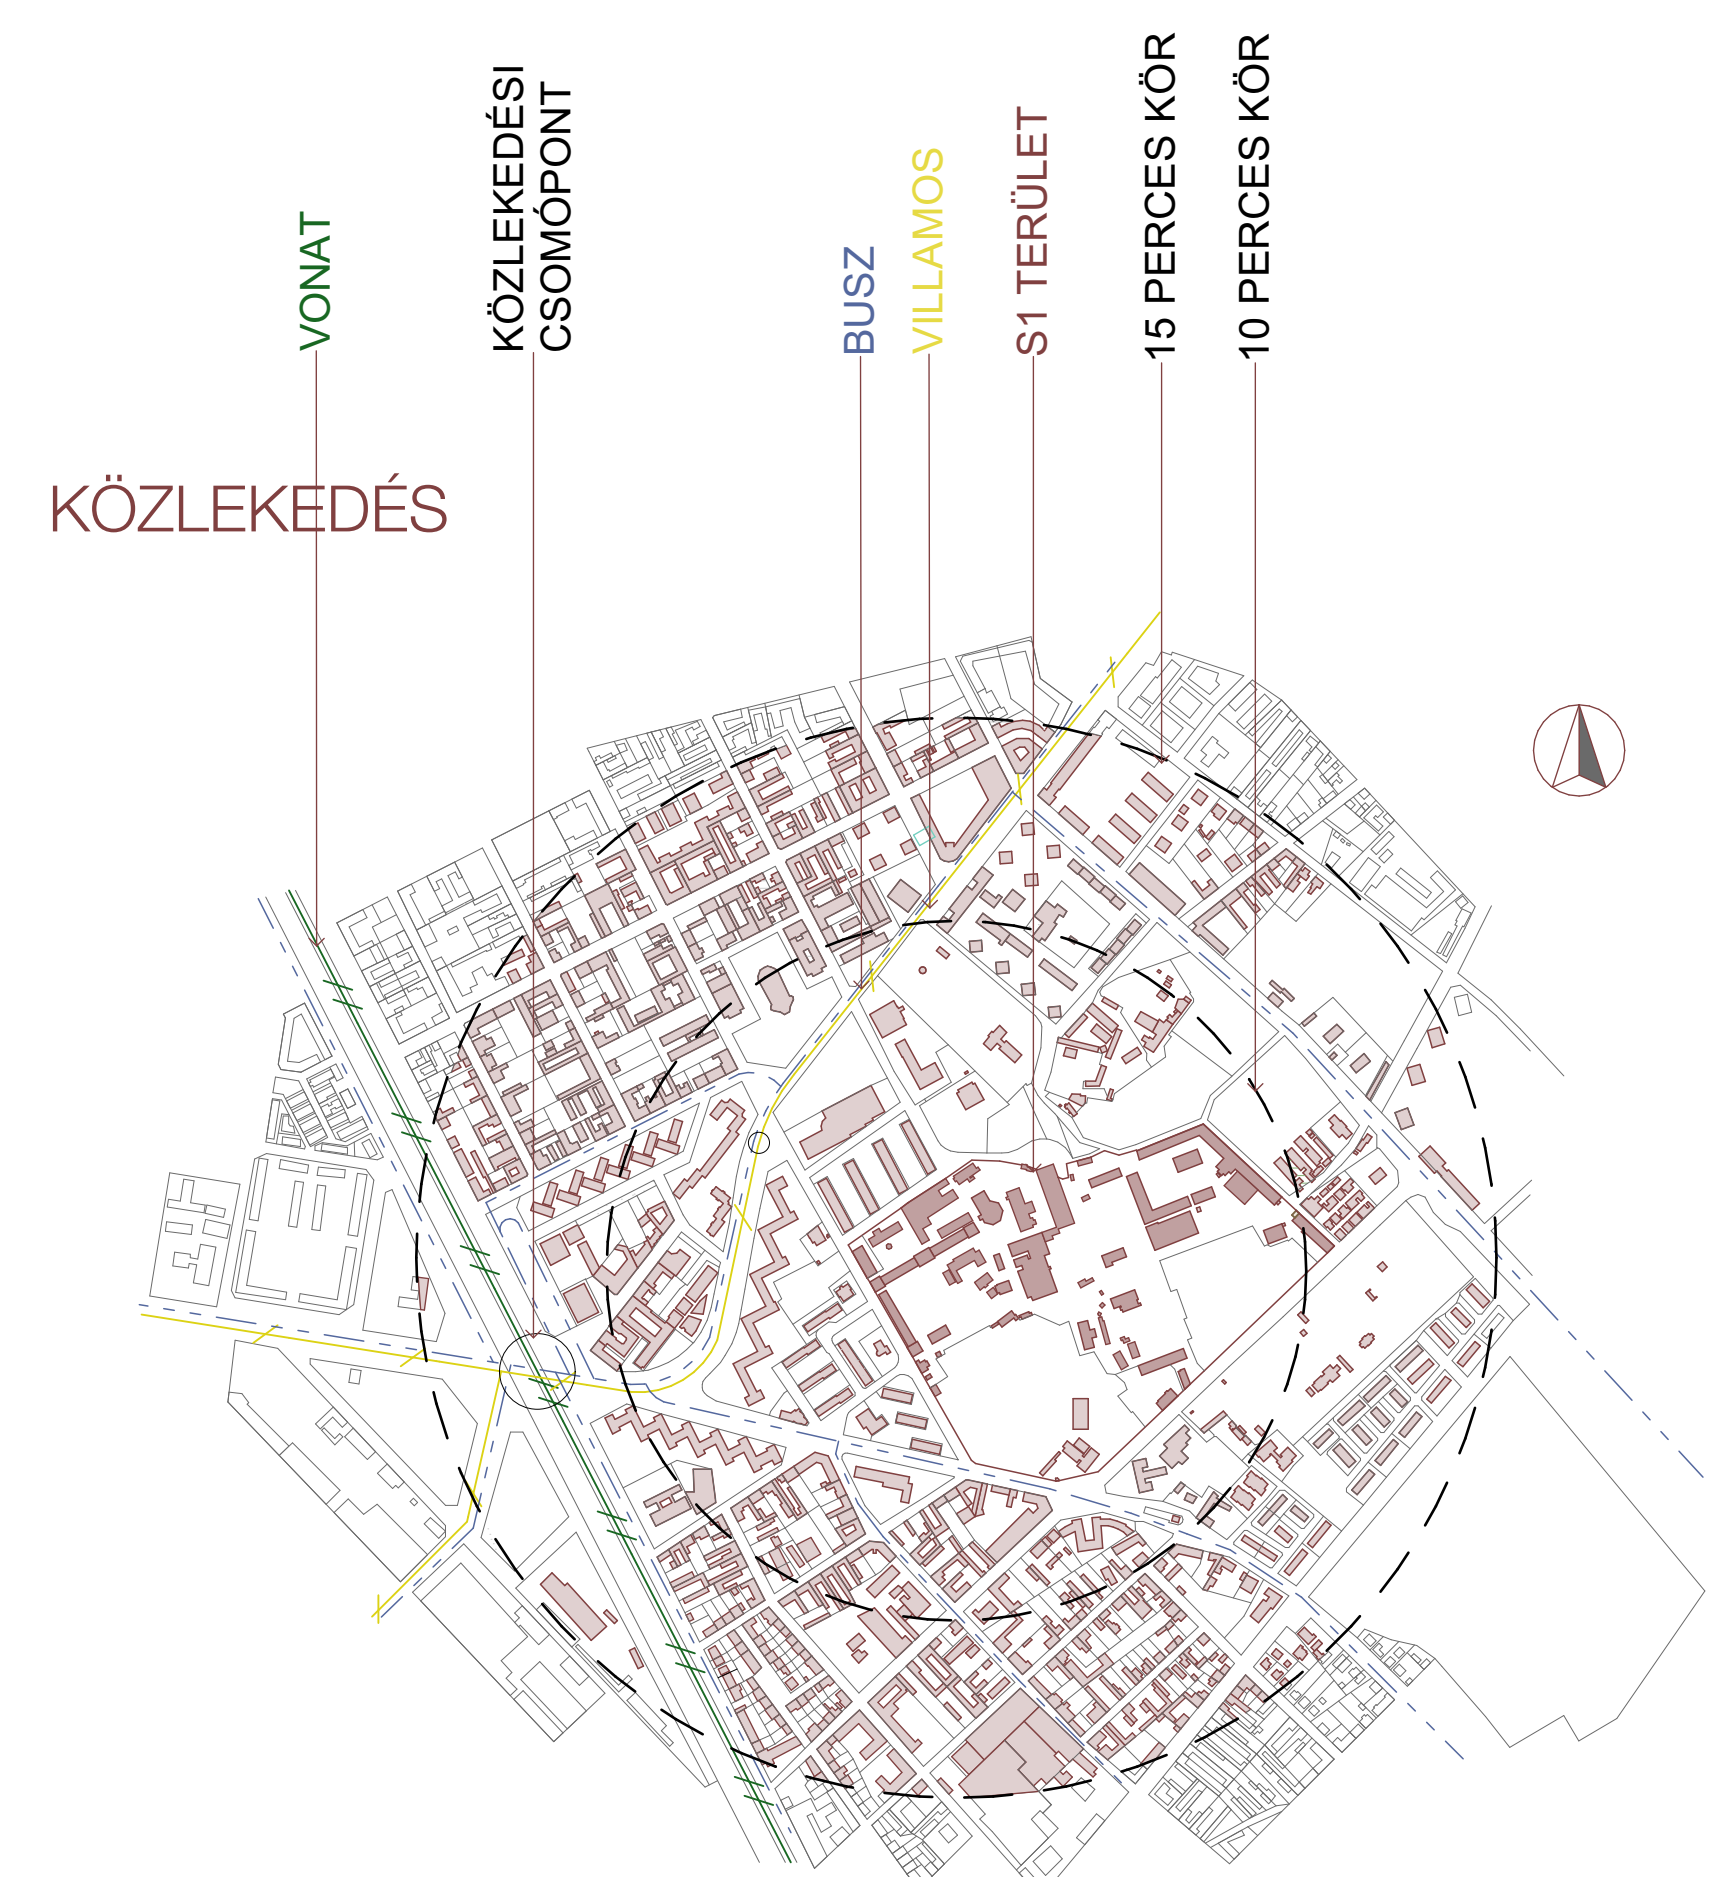 VONAT
KÖZLEKEDÉSI
CSOMÓPONT
BUSZ
VILLAMOS
S1 TERÜLET
15 PERCES KÖR
10 PERCES KÖR
KÖZLEKEDÉS